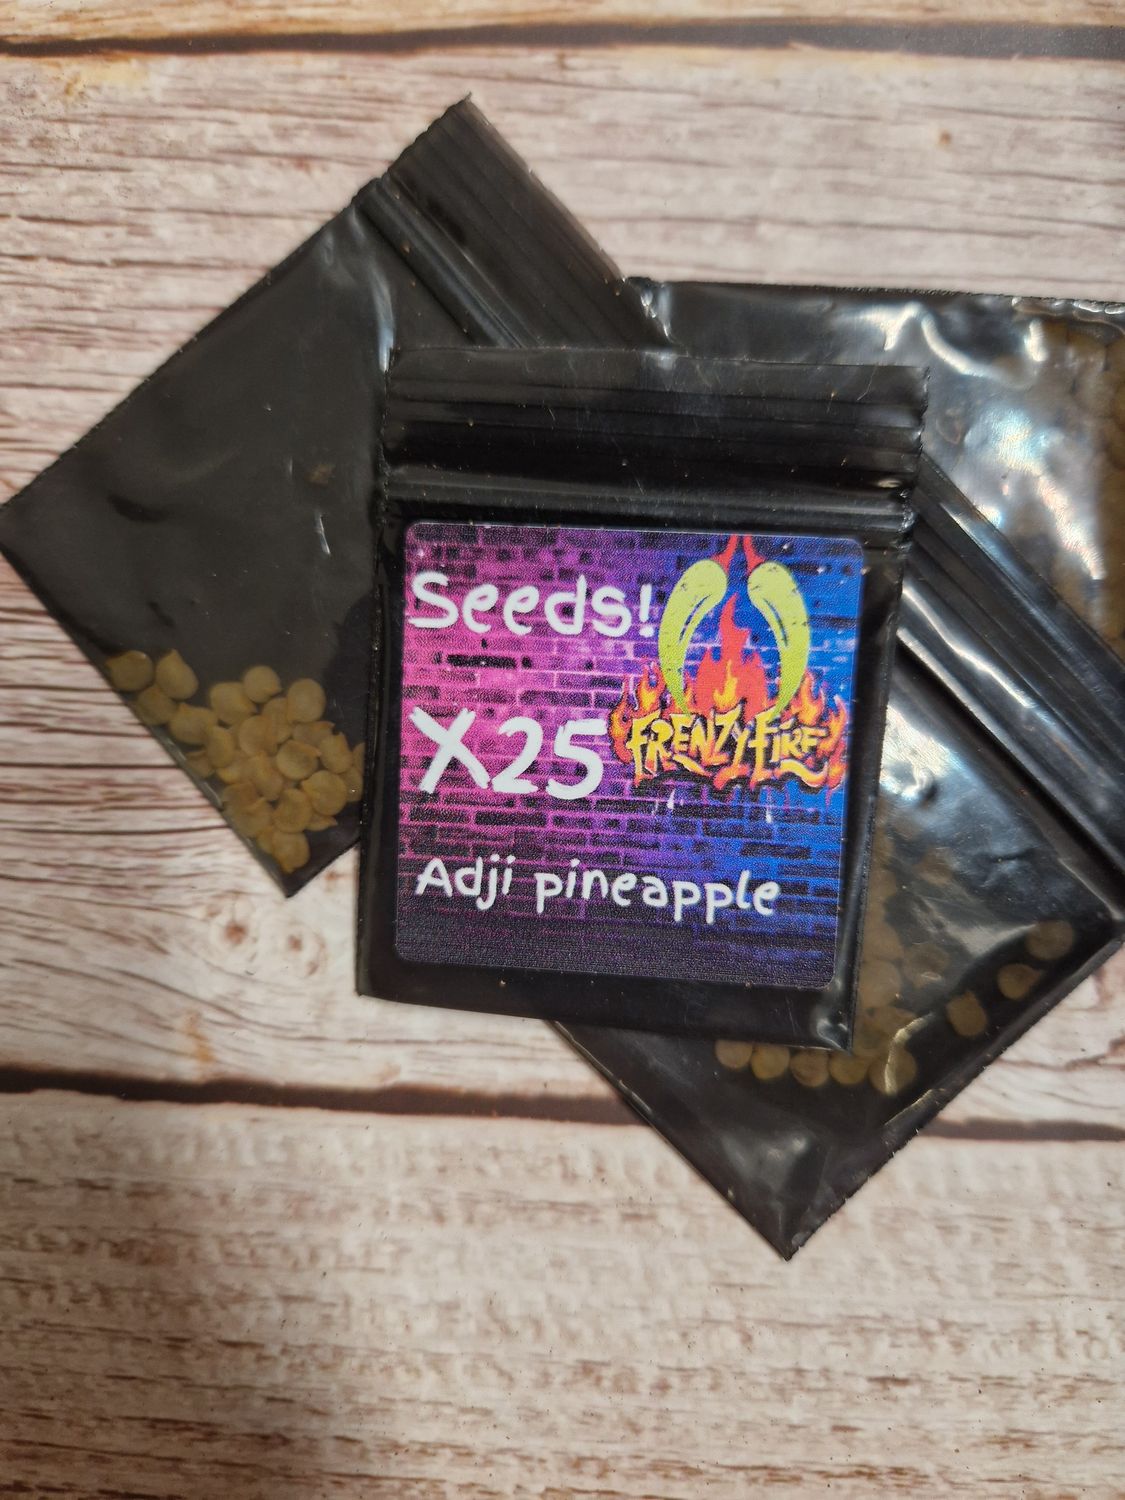 Seeds!
X25
FRENZY FIRE
Adji pineapple